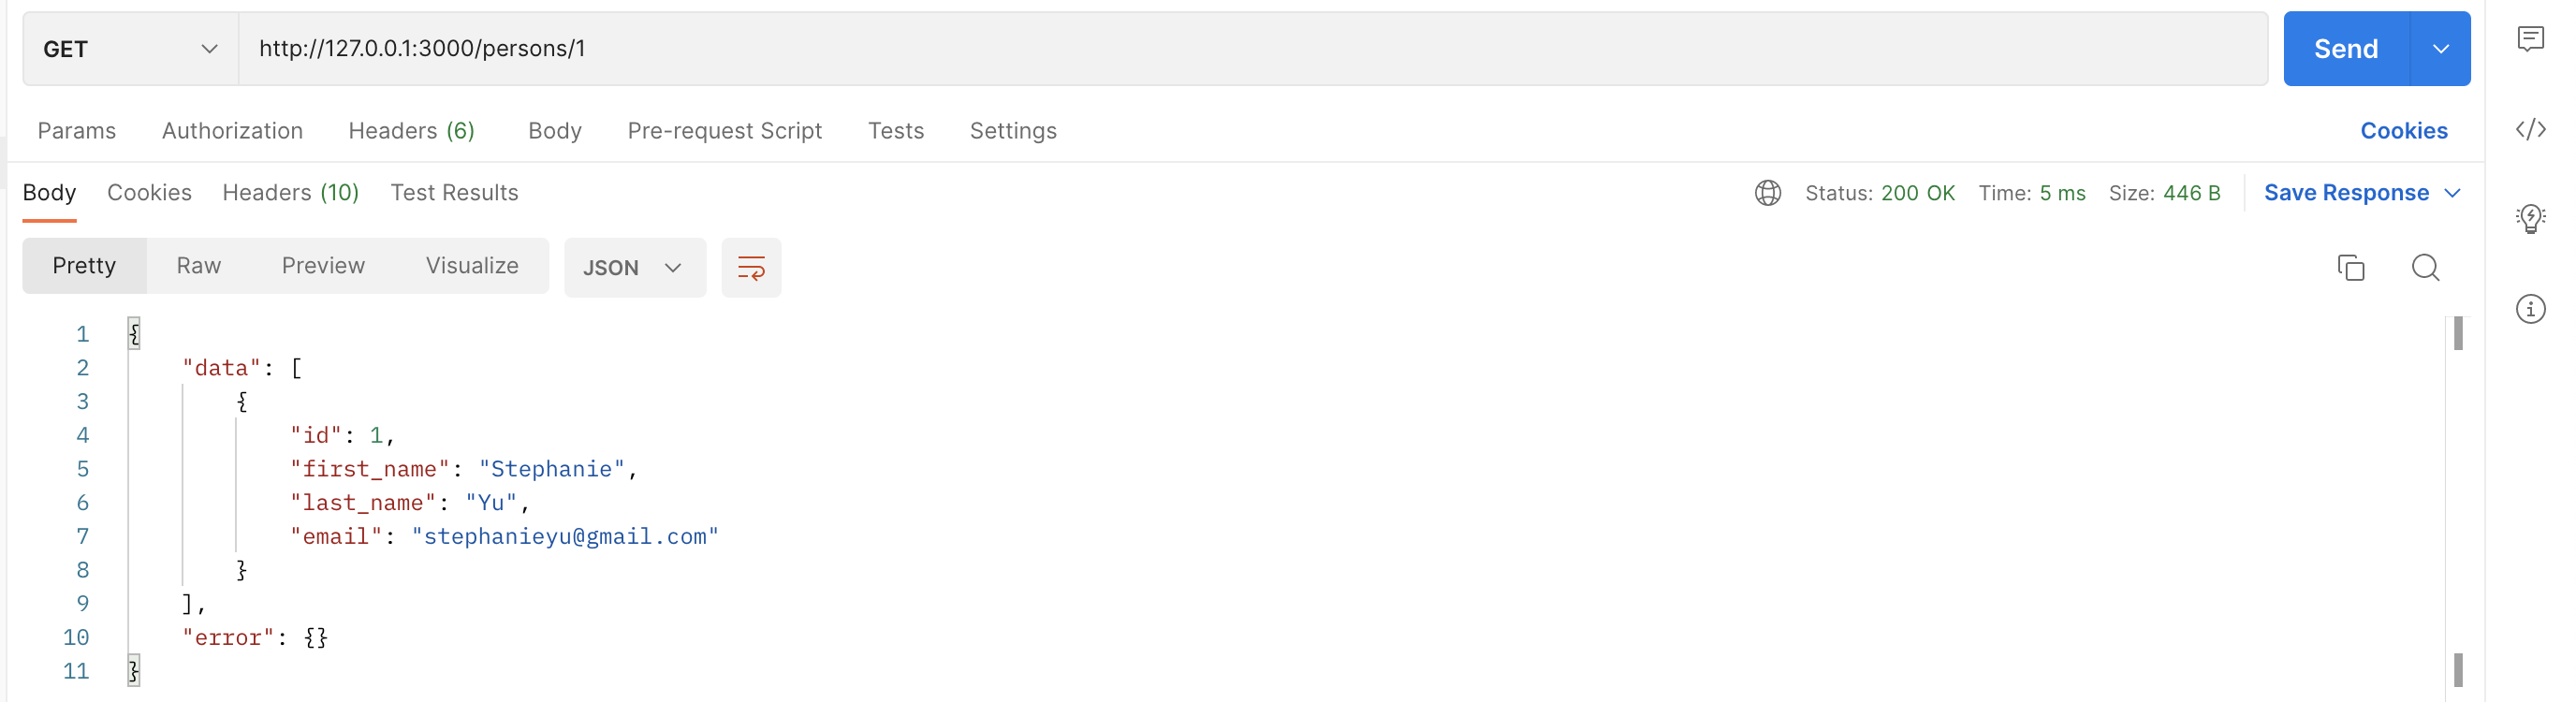 GET http://127.0.0.1:3000/persons/1 Send
Params Authorization Headers (6) Body Pre-request Script Tests Settings Cookies
Body Cookies Headers (10) Test Results Status: 200 OK Time: 5 ms Size: 446 B Save Response
Pretty Raw Preview Visualize JSON
1 {
2 "data": [
3 {
4 "id": 1,
5 "first_name": "Stephanie",
6 "last_name": "Yu",
7 "email": "stephanieyu@gmail.com"
8 }
9 ],
10 "error": {}
11 }